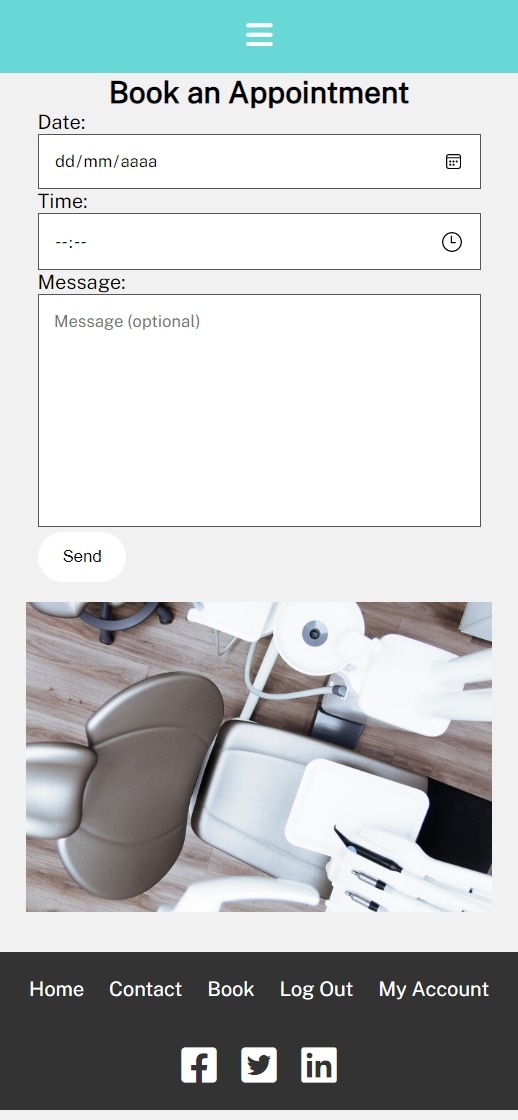 Book an Appointment
Date:
dd/mm/aaaa
Time:
--:--
Message:
Message (optional)
Send
Home Contact Book Log Out My Account